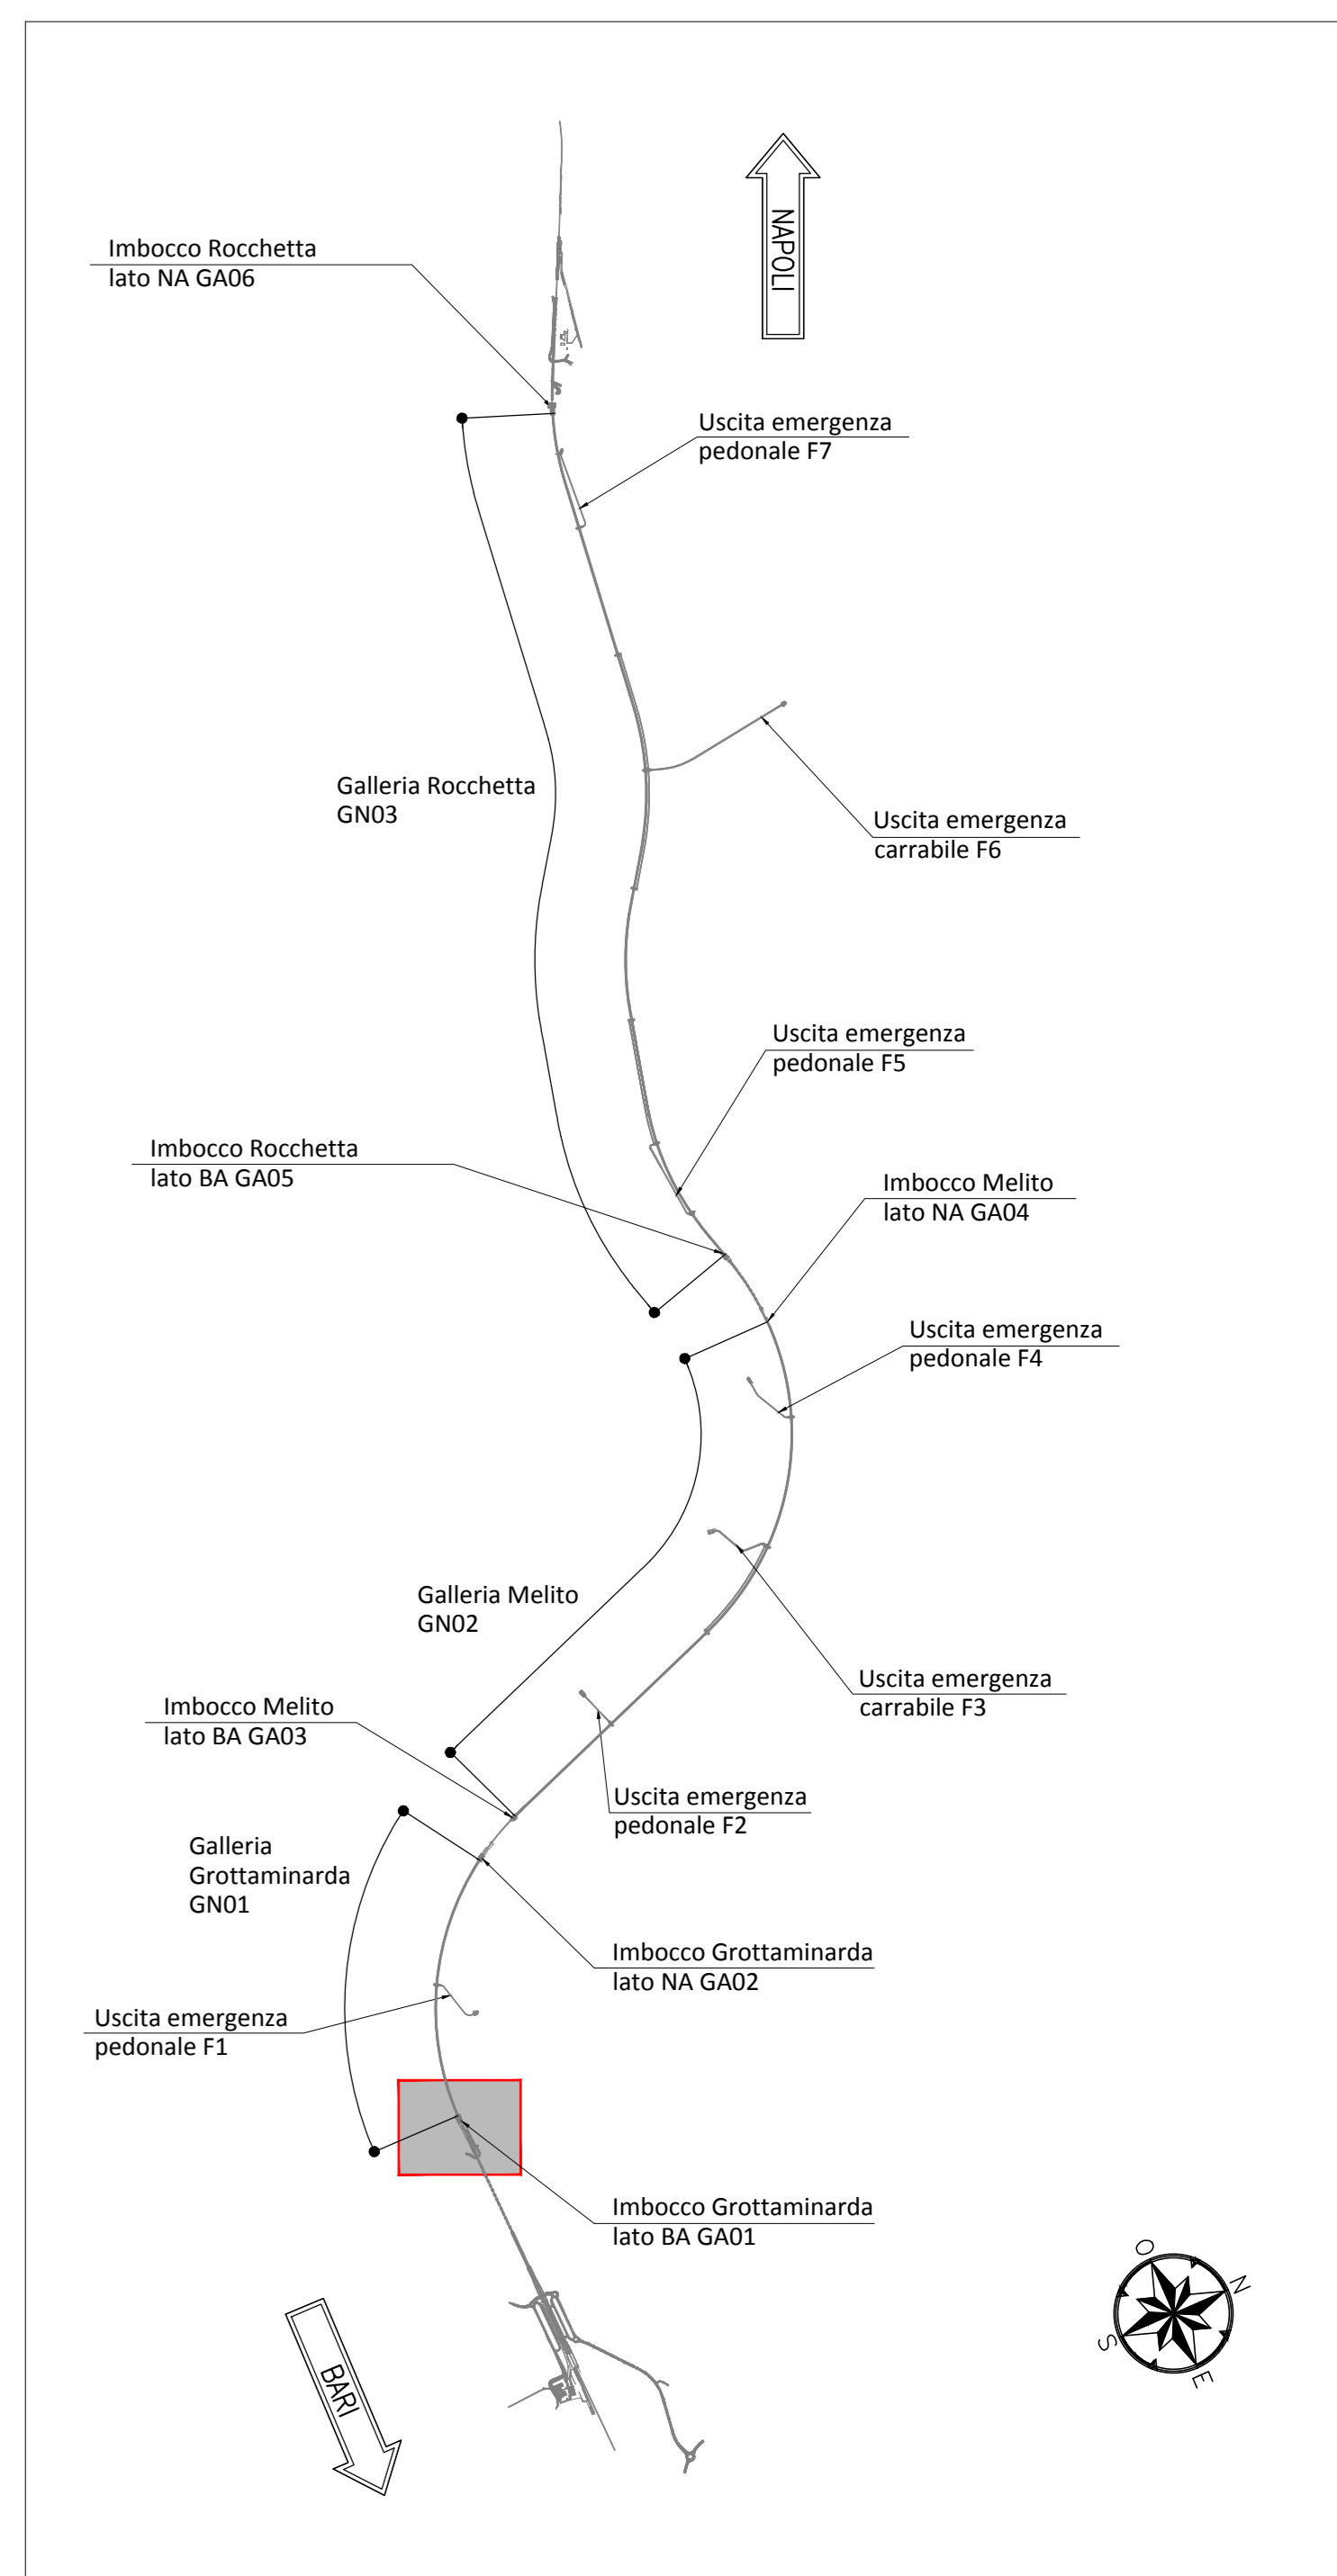 NAPOLI
Imbocco Rocchetta
lato NA GA06
Uscita emergenza
pedonale F7
Galleria Rocchetta
GN03
Uscita emergenza
carrabile F6
Uscita emergenza
pedonale F5
Imbocco Rocchetta
lato BA GA05
Imbocco Melito
lato NA GA04
Uscita emergenza
pedonale F4
Galleria Melito
GN02
Uscita emergenza
carrabile F3
Imbocco Melito
lato BA GA03
Uscita emergenza
pedonale F2
Galleria
Grottaminarda
GN01
Imbocco Grottaminarda
lato NA GA02
Uscita emergenza
pedonale F1
Imbocco Grottaminarda
lato BA GA01
O
N
S
E
BARI